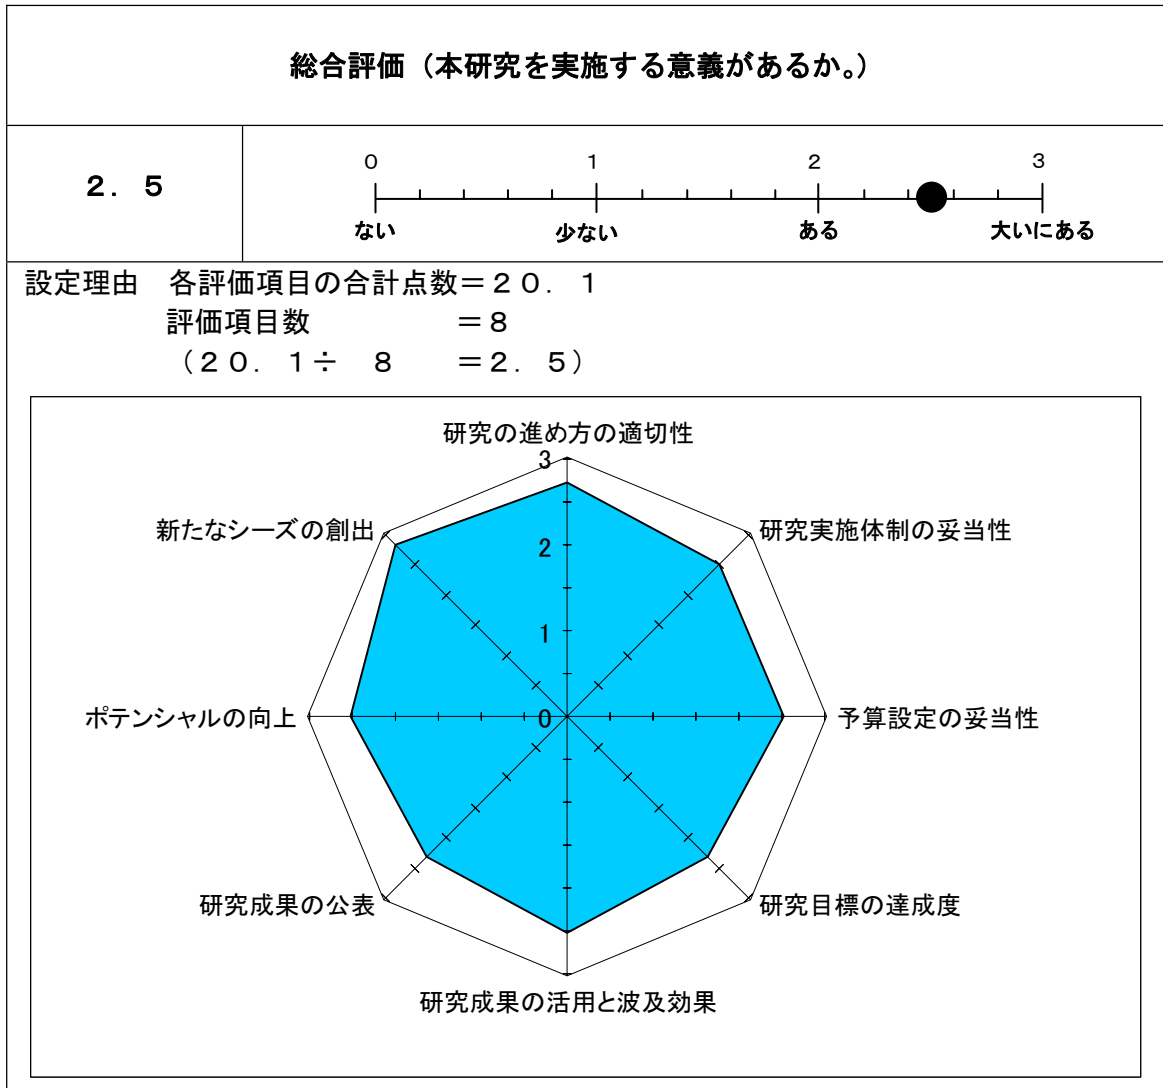 総合評価（本研究を実施する意義があるか。）
２．５
0 1 2 3
ない 少ない ある 大いにある
設定理由　各評価項目の合計点数＝２０．１
評価項目数　＝８
（２０．１÷　８　＝２．５）
研究の進め方の適切性
3
新たなシーズの創出
研究実施体制の妥当性
2
1
ポテンシャルの向上
0
予算設定の妥当性
研究成果の公表
研究目標の達成度
研究成果の活用と波及効果